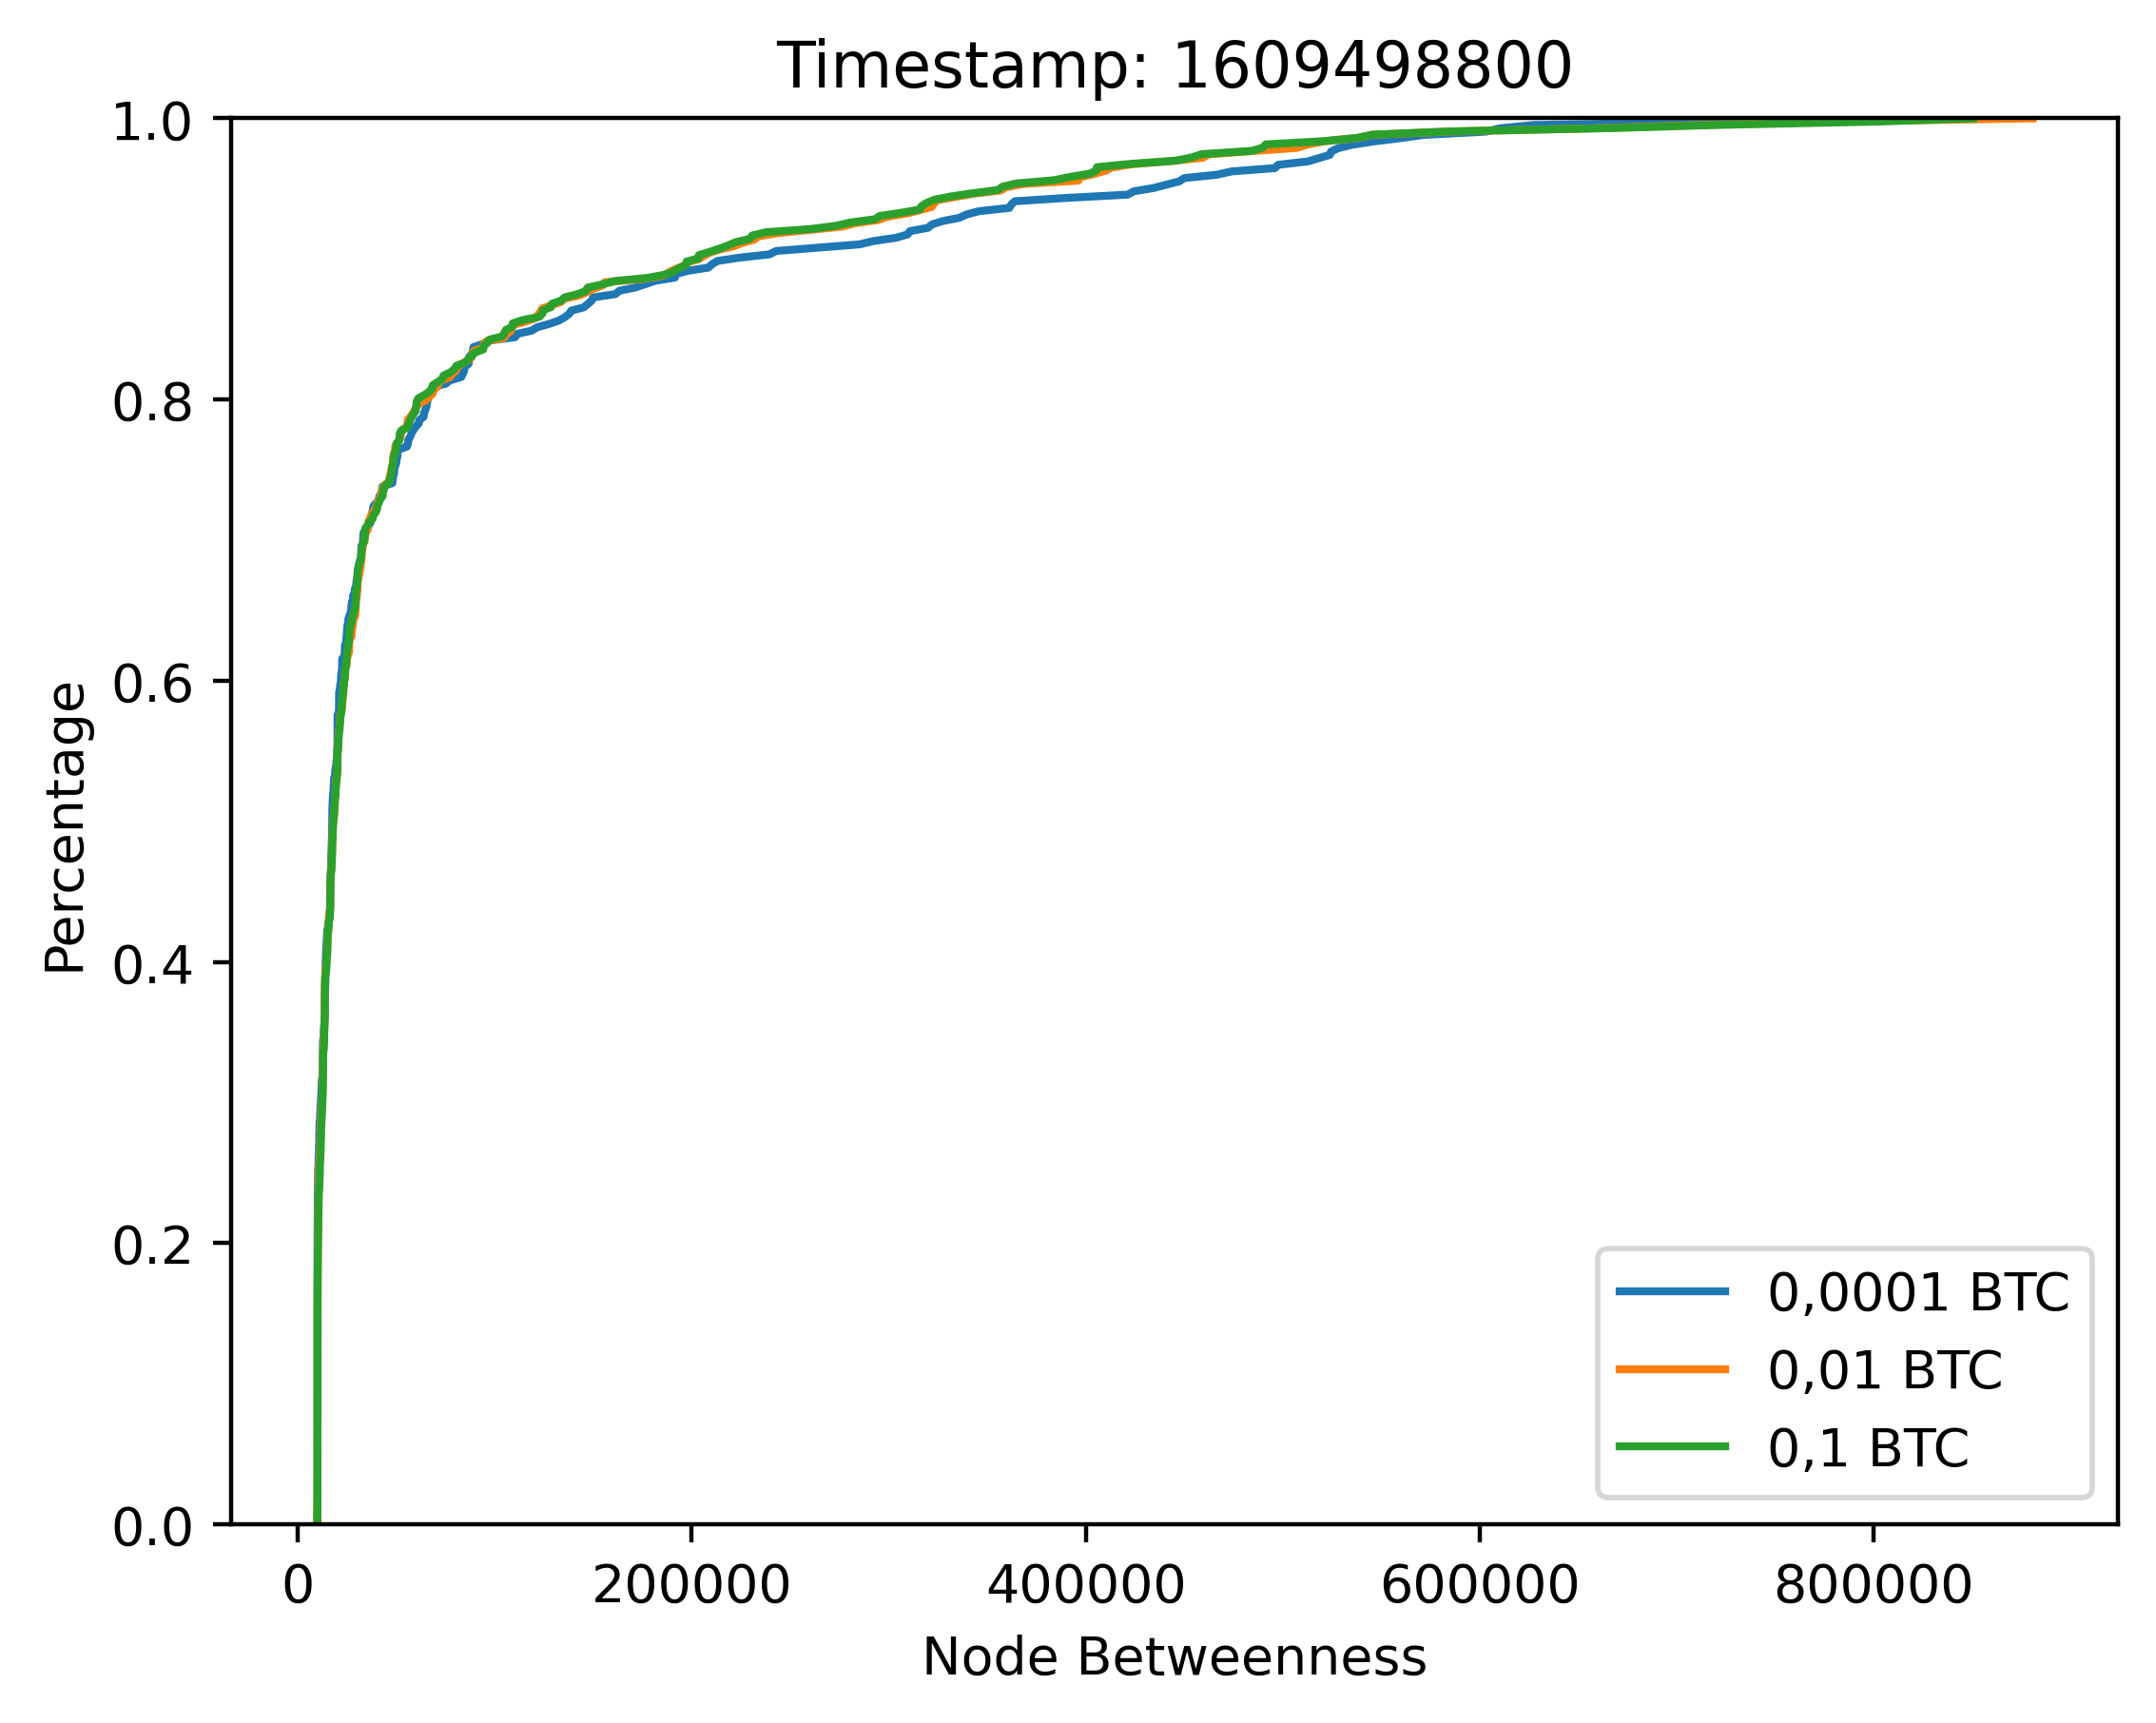 Timestamp: 1609498800
1.0
0.8
0.6
0.4
0.2
0.0
Percentage
0,0001 BTC
0,01 BTC
0,1 BTC
0 200000 400000 600000 800000
Node Betweenness